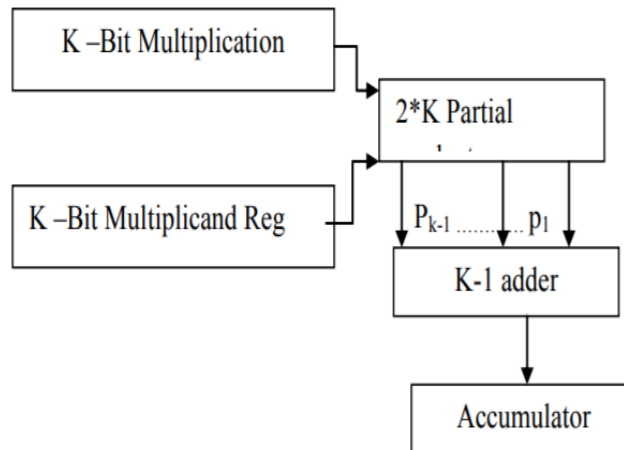 K –Bit Multiplication
2*K Partial
K –Bit Multiplicand Reg
Pk-1 ........... p1
K-1 adder
Accumulator